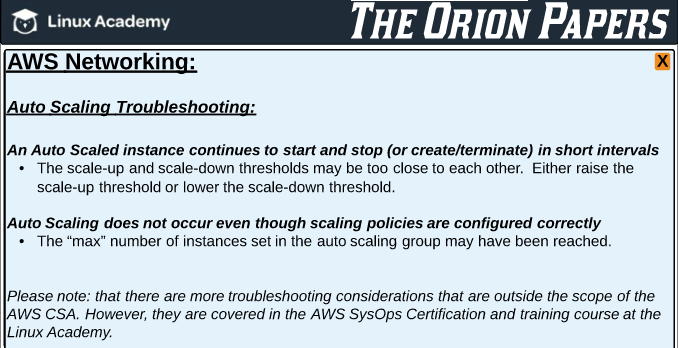 Linux Academy
THE ORION PAPERS
AWS Networking:
X
Auto Scaling Troubleshooting:
An Auto Scaled instance continues to start and stop (or create/terminate) in short intervals
• The scale-up and scale-down thresholds may be too close to each other.  Either raise the
scale-up threshold or lower the scale-down threshold.
Auto Scaling does not occur even though scaling policies are configured correctly
• The “max” number of instances set in the auto scaling group may have been reached.
Please note: that there are more troubleshooting considerations that are outside the scope of the
AWS CSA. However, they are covered in the AWS SysOps Certification and training course at the
Linux Academy.